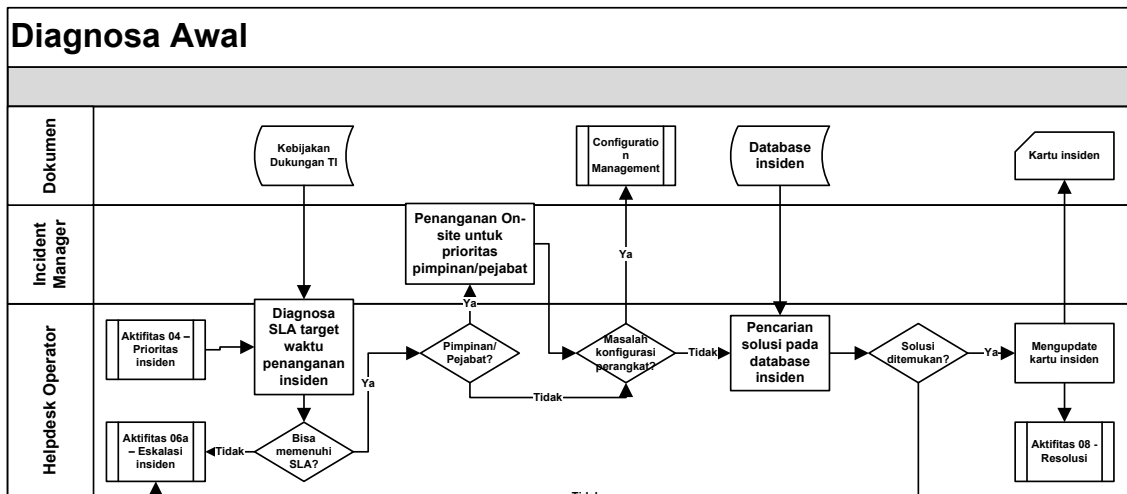 Diagnosa Awal
Dokumen
Kebijakan
Dukungan TI
Configuratio
n
Management
Database
insiden
Kartu insiden
Incident
Manager
Penanganan On-
site untuk
prioritas
pimpinan/pejabat
Ya
Ya
Helpdesk Operator
Aktifitas 04 –
Prioritas
insiden
Diagnosa
SLA target
waktu
penanganan
insiden
Ya
Pimpinan/
Pejabat?
Tidak
Masalah
konfigurasi
perangkat?
Tidak
Pencarian
solusi pada
database
insiden
Solusi
ditemukan?
Ya
Mengupdate
kartu insiden
Aktifitas 06a
– Eskalasi
insiden
Tidak
Bisa
memenuhi
SLA?
Aktifitas 08 -
Resolusi
Tidak